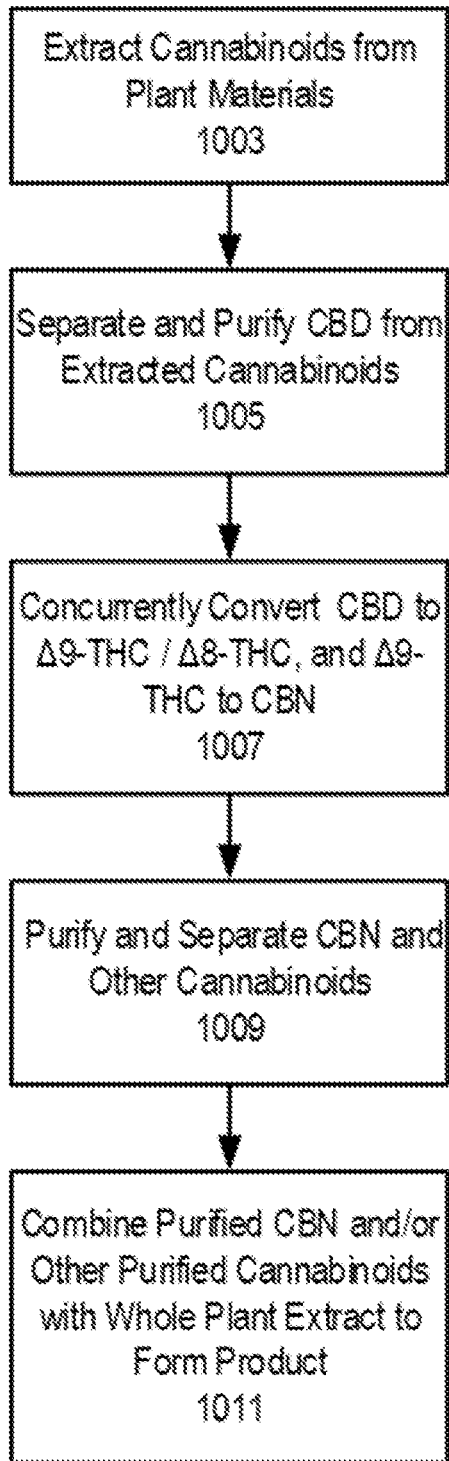 Extract Cannabinoids from
Plant Materials
1003
Separate and Purify CBD from
Extracted Cannabinoids
1005
Concurrently Convert CBD to
Δ9-THC / Δ8-THC, and Δ9-
THC to CBN
1007
Purify and Separate CBN and
Other Cannabinoids
1009
Combine Purified CBN and/or
Other Purified Cannabinoids
with Whole Plant Extract to
Form Product
1011